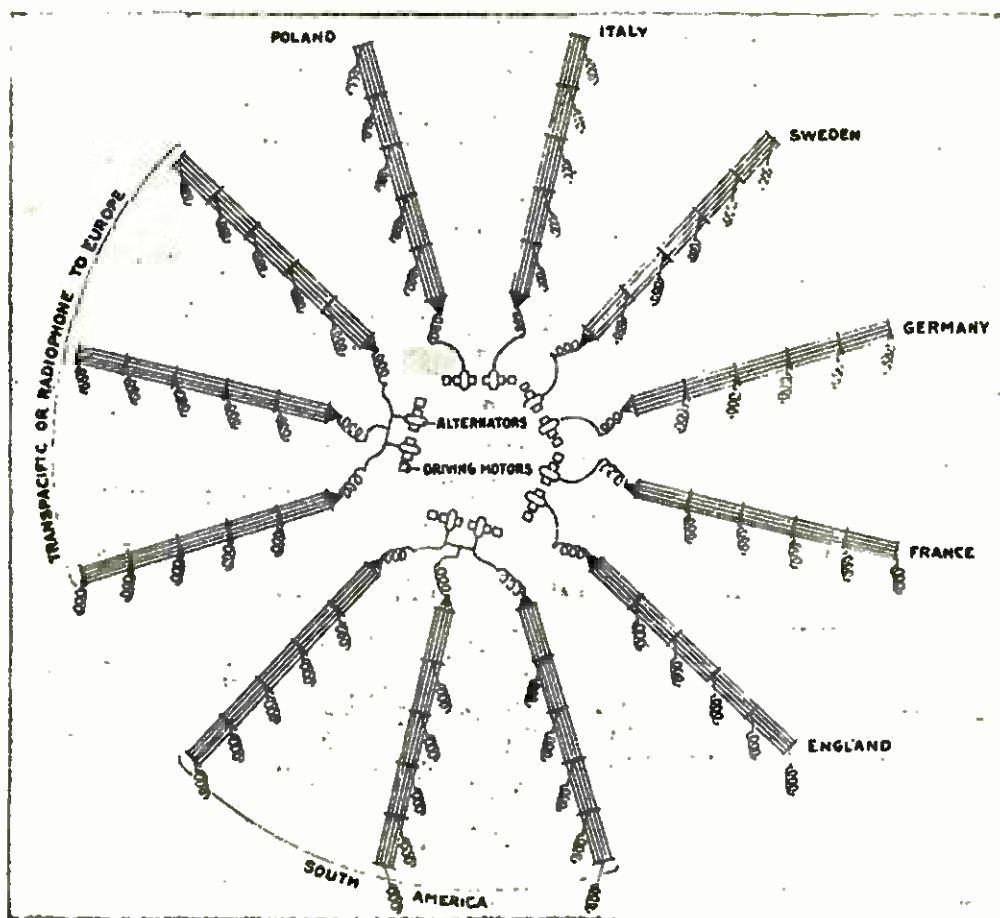 POLAND
ITALY
SWEDEN
TRANSPACIFIC OR RADIOPHONE TO EUROPE
GERMANY
ALTERNATORS
DRIVING MOTORS
FRANCE
ENGLAND
SOUTH AMERICA